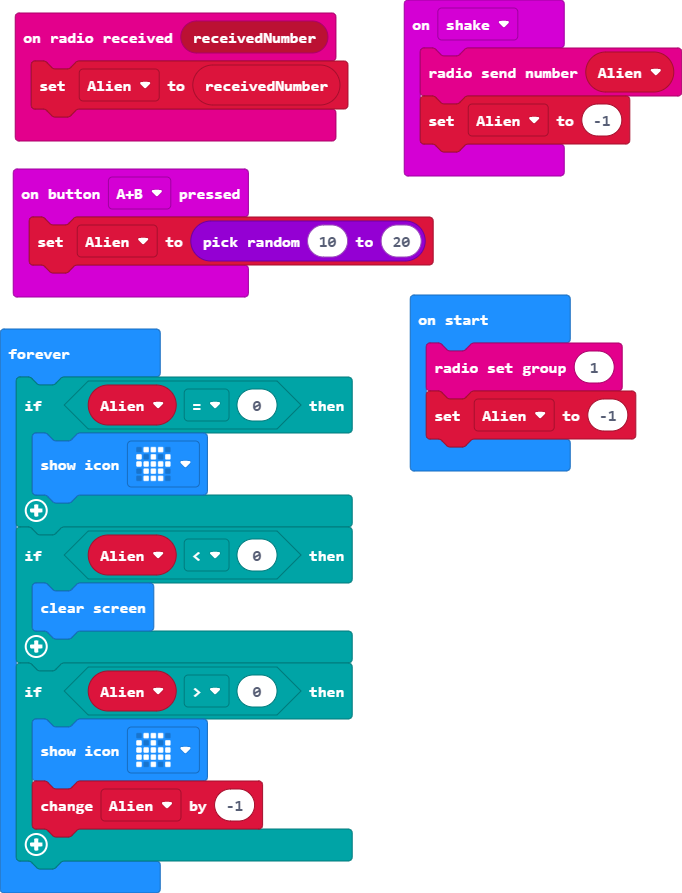 on radio received receivedNumber
set Alien to receivedNumber
on shake
radio send number Alien
set Alien to -1
on button A+B pressed
set Alien to pick random 10 to 20
on start
radio set group 1
set Alien to -1
forever
if Alien = 0 then
show icon
if Alien < 0 then
clear screen
if Alien > 0 then
show icon
change Alien by -1